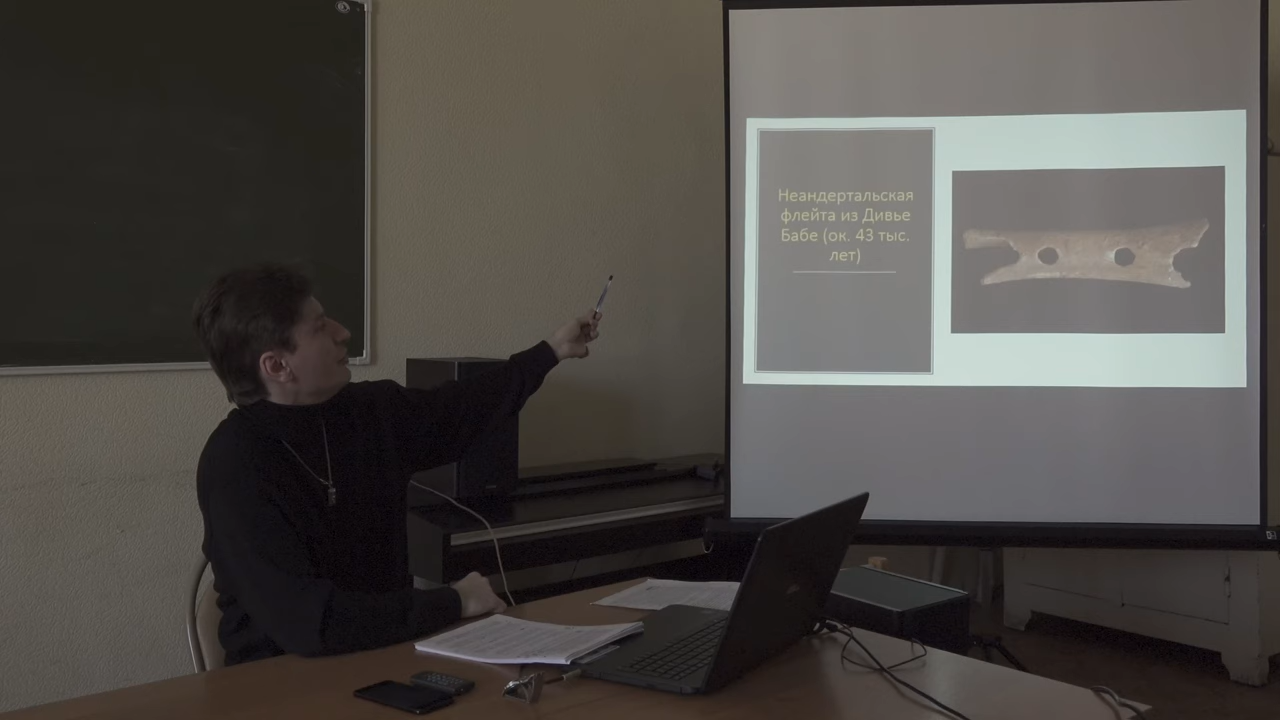 Неандертальская
флейта из Дивье
Бабе (ок. 43 тыс.
лет)